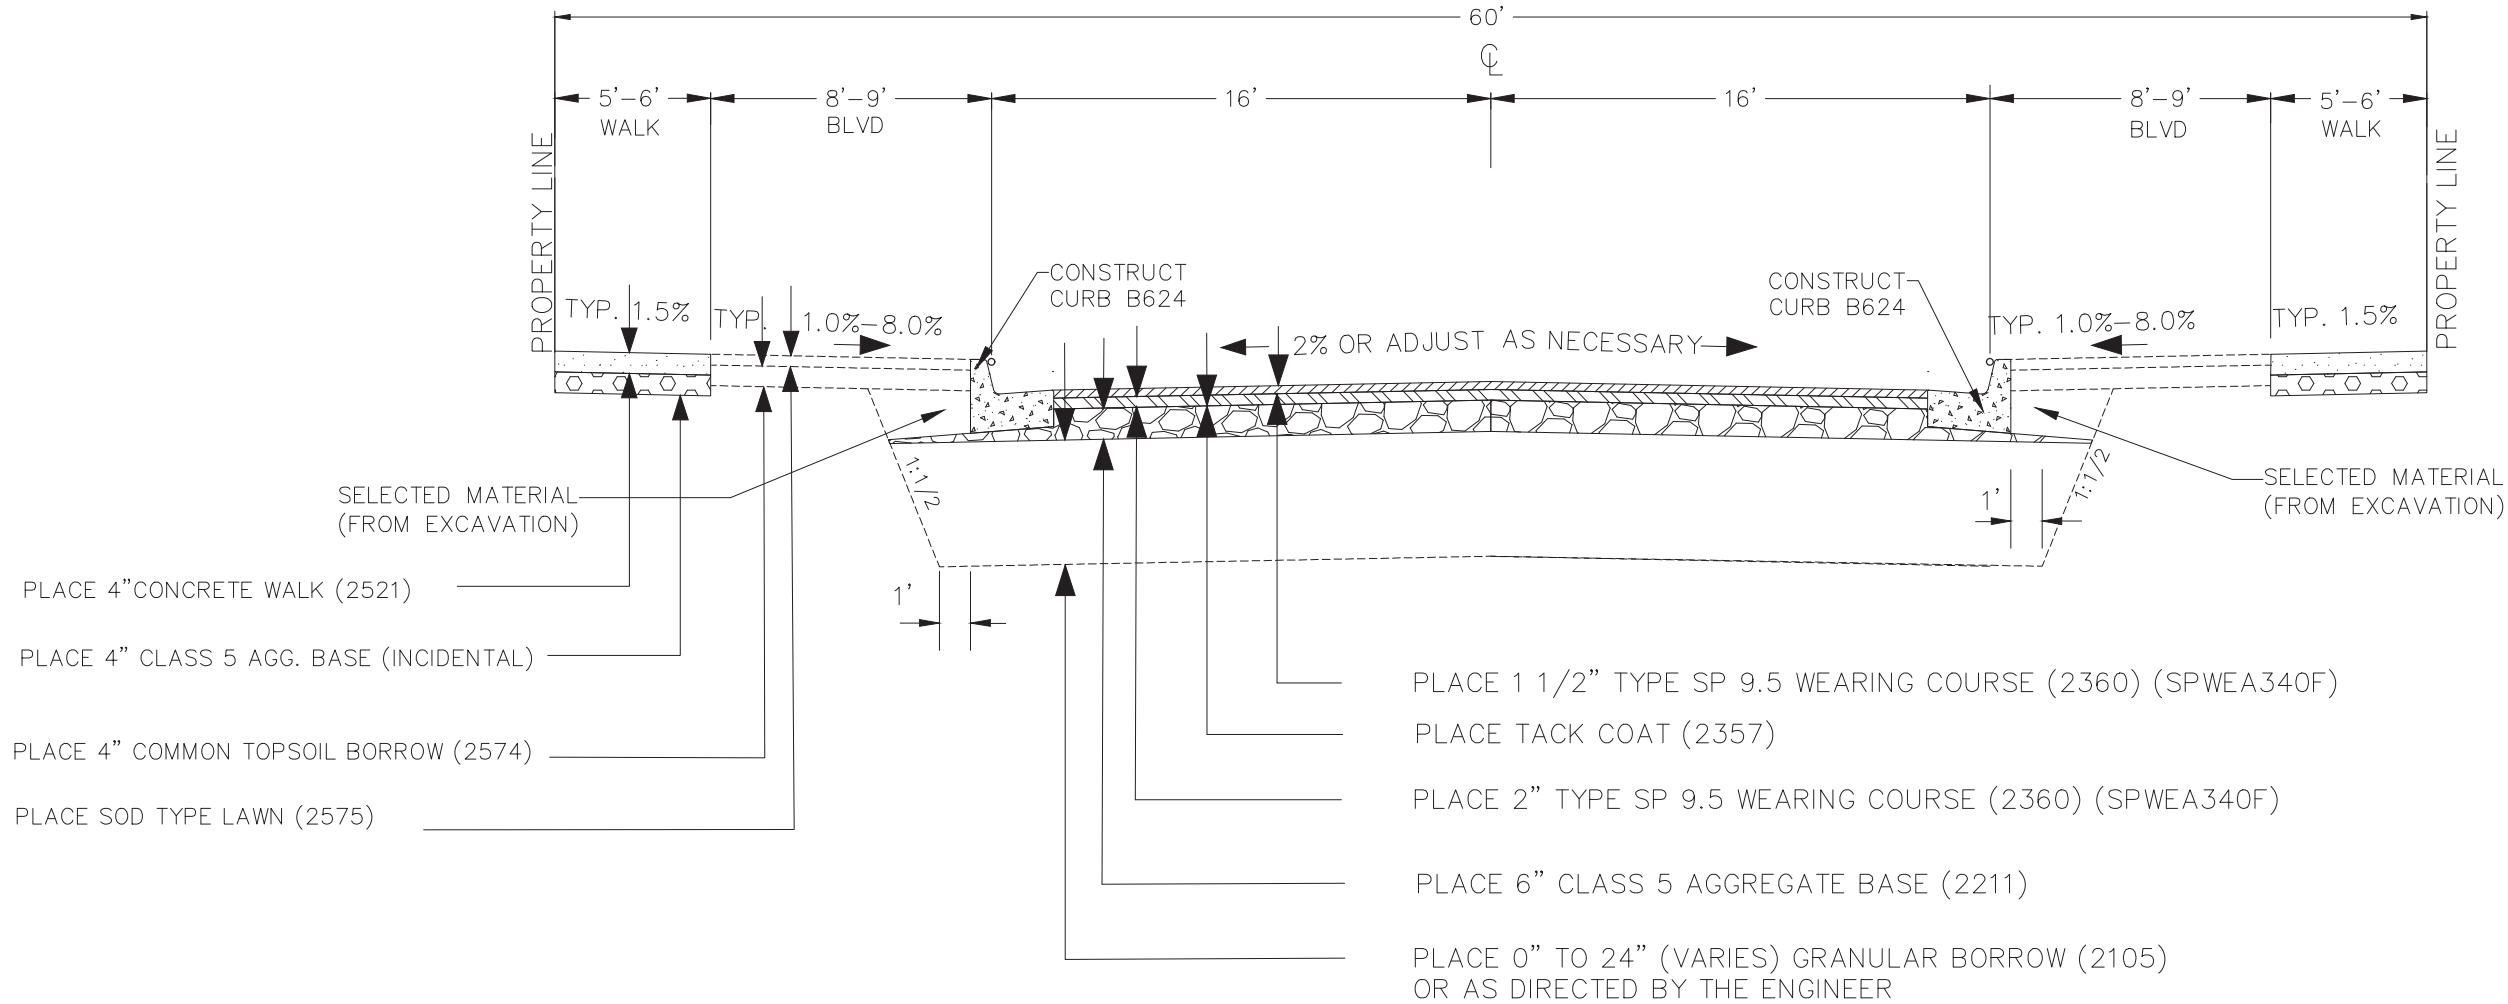 60'
℄
5'-6'
WALK
8'-9'
BLVD
16'
16'
8'-9'
BLVD
5'-6'
WALK
PROPERTY LINE
PROPERTY LINE
TYP. 1.5%
TYP. 1.0%-8.0%
CONSTRUCT
CURB B624
2% OR ADJUST AS NECESSARY
CONSTRUCT
CURB B624
TYP. 1.0%-8.0%
TYP. 1.5%
1:1/2
1:1/2
SELECTED MATERIAL
(FROM EXCAVATION)
1'
SELECTED MATERIAL
(FROM EXCAVATION)
1'
PLACE 4"CONCRETE WALK (2521)
PLACE 4" CLASS 5 AGG. BASE (INCIDENTAL)
PLACE 4" COMMON TOPSOIL BORROW (2574)
PLACE SOD TYPE LAWN (2575)
PLACE 1 1/2" TYPE SP 9.5 WEARING COURSE (2360) (SPWEA340F)
PLACE TACK COAT (2357)
PLACE 2" TYPE SP 9.5 WEARING COURSE (2360) (SPWEA340F)
PLACE 6" CLASS 5 AGGREGATE BASE (2211)
PLACE 0" TO 24" (VARIES) GRANULAR BORROW (2105)
OR AS DIRECTED BY THE ENGINEER